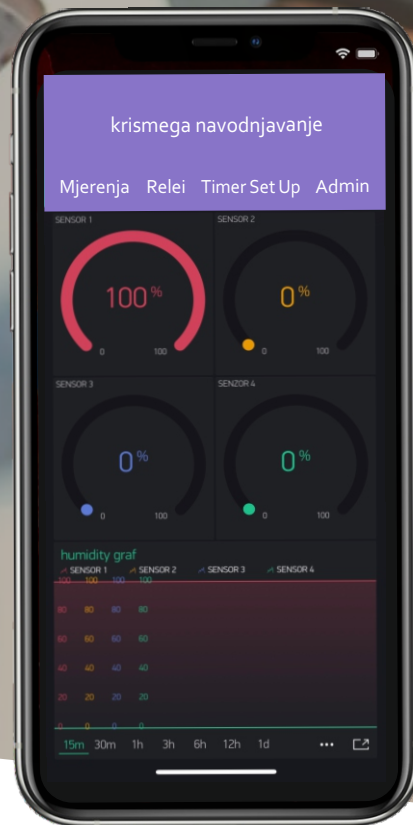 krismega navodnjavanje
Mjerenja Relei Timer Set Up Admin
SENSOR 1 SENSOR 2
100 % 0 %
0 100 0 100
SENSOR 3 SENZOR 4
0 % 0 %
0 100 0 100
humidity graf
SENSOR 1 SENSOR 2 SENSOR 3 SENSOR 4
100 100 100 100
80 80 80 80
60 60 60 60
40 40 40 40
20 20 20 20
0 0 0 0
15m 30m 1h 3h 6h 12h 1d ...